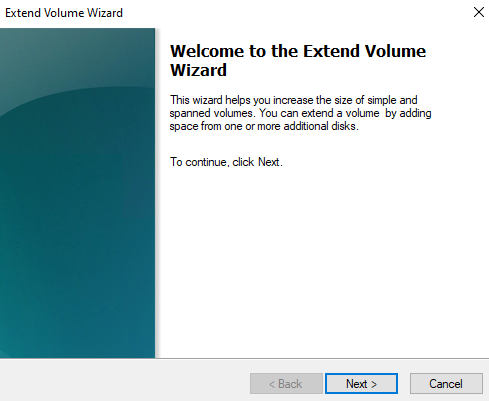 Extend Volume Wizard
Welcome to the Extend Volume
Wizard
This wizard helps you increase the size of simple and
spanned volumes. You can extend a volume  by adding
space from one or more additional disks.
To continue, click Next.
< Back
Next >
Cancel